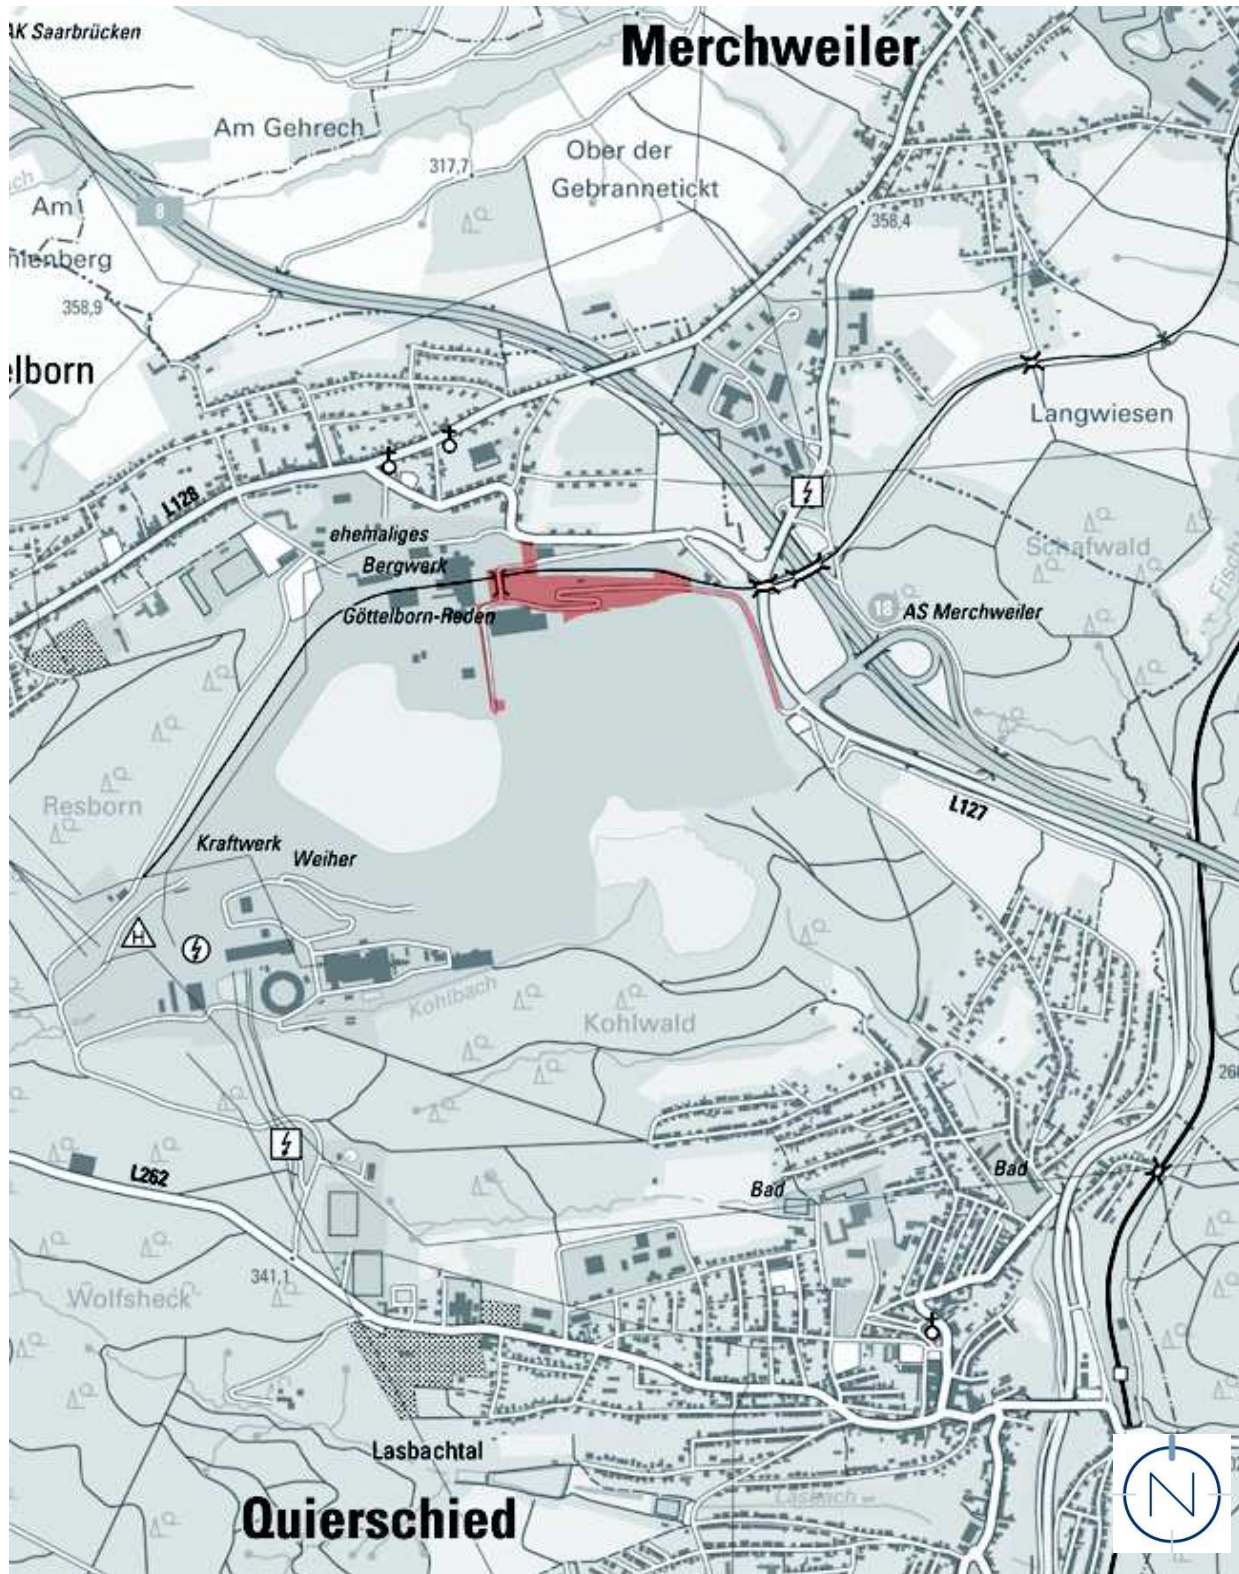 AK Saarbrücken
Merchweiler
Am Gehrech
Ober der
Gebrannetickt
317,7
Am
8
358,4
358,9
lborn
Langwiesen
L128
ehemaliges
Bergwerk
Göttelborn-Reden
Schafwald
18
AS Merchweiler
Resborn
L127
Kraftwerk
Weiher
H
Kohlbach
Kohlwald
L262
Bad
Bad
341,1
Wolfsheck
Lasbachtal
Lasbach
Quierschied
N